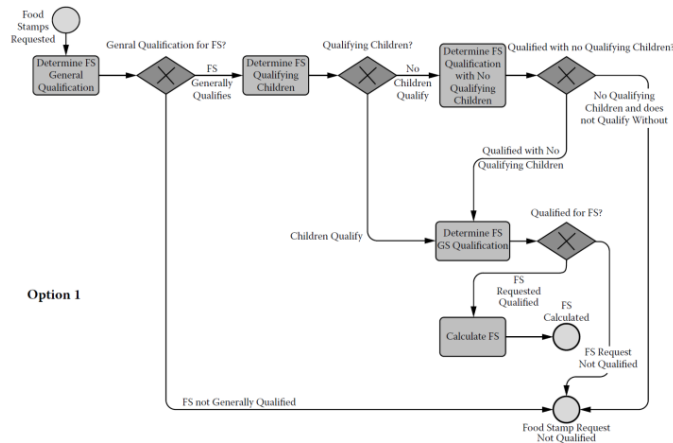 Food
Stamps
Requested
Genral Qualification for FS?
Qualifying Children?
Qualified with no Qualifying Children!
Determine FS
General
Qualification
FS
Generally
Qualifies
Determine FS
Qualifying
Children
No
Children
Qualify
Determine FS
Qualification
with No
Qualifying
Children
No Qualifying
Children and does
not Qualify Without
Qualified with No
Qualifying Children
Qualified for FS?
Children Qualify
Determine FS
GS Qualification
FS
Requested
Qualified
FS
Calculated
Option 1
Calculate FS
FS Request
Not Qualified
FS not Generally Qualified
Food Stamp Request
Not Qualified